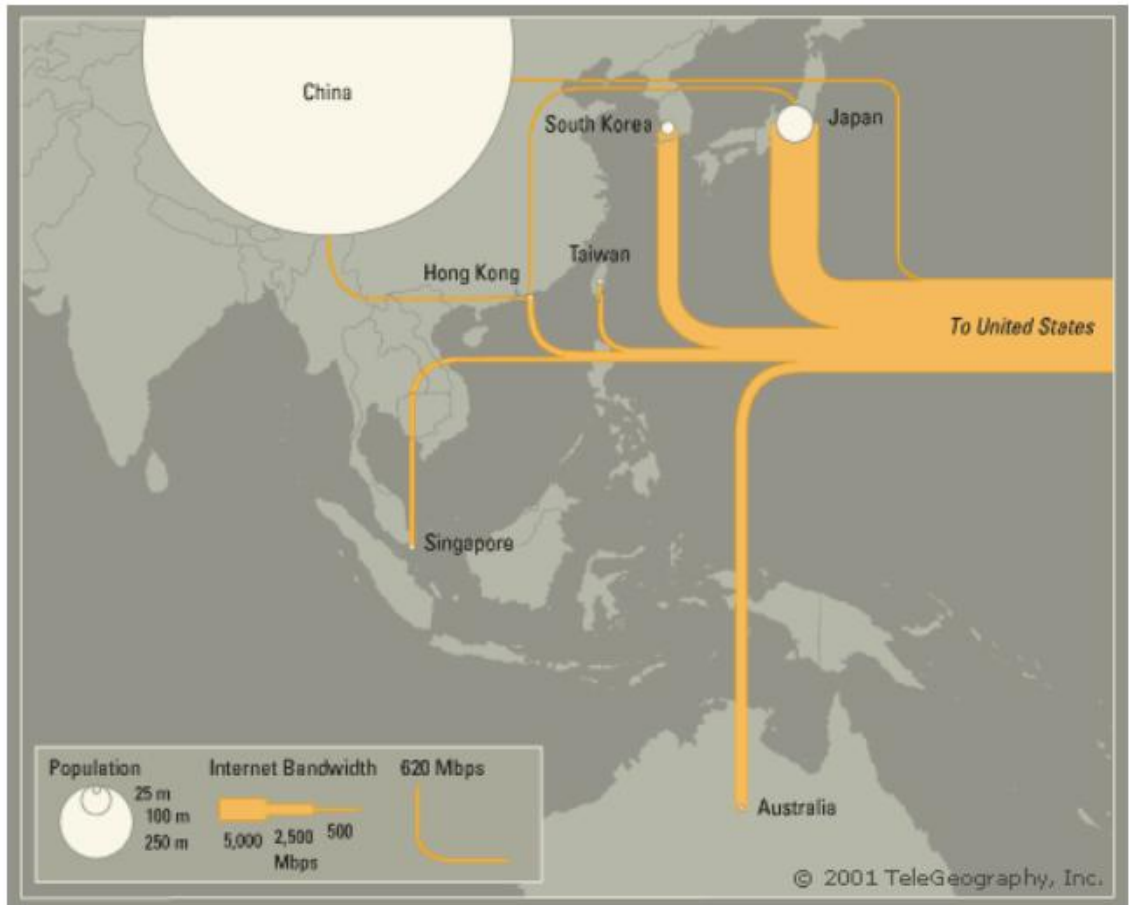 China
South Korea
Japan
Taiwan
Hong Kong
To United States
Singapore
Australia
Population
25 m
100 m
250 m
Internet Bandwidth
5,000 2,500 500
Mbps
620 Mbps
© 2001 TeleGeography, Inc.